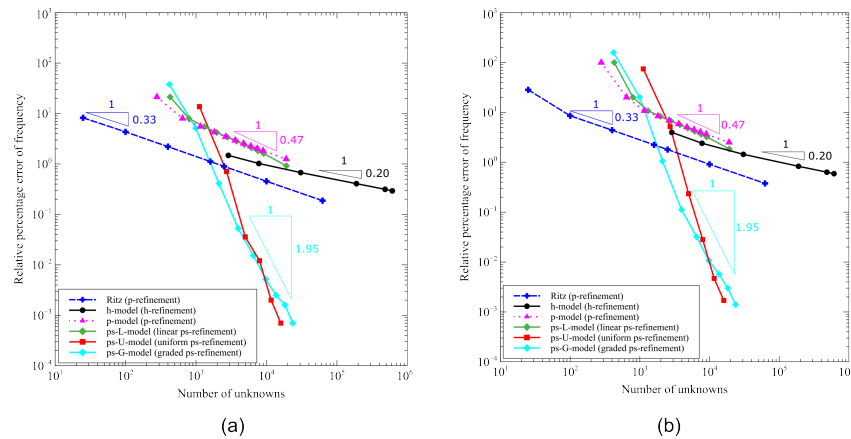 10^3
10^2
10^1
10^0
10^-1
10^-2
10^-3
10^-4
Relative percentage error of frequency
1
0.33
1
0.47
1
0.20
1
1.95
Ritz (p-refinement)
h-model (h-refinement)
p-model (p-refinement)
ps-L-model (linear ps-refinement)
ps-U-model (uniform ps-refinement)
ps-G-model (graded ps-refinement)
10^1 10^2 10^3 10^4 10^5 10^6
Number of unknowns
(a)
10^3
10^2
10^1
10^0
10^-1
10^-2
10^-3
10^-4
Relative percentage error of frequency
1
0.33
1
0.47
1
0.20
1
1.95
Ritz (p-refinement)
h-model (h-refinement)
p-model (p-refinement)
ps-L-model (linear ps-refinement)
ps-U-model (uniform ps-refinement)
ps-G-model (graded ps-refinement)
10^1 10^2 10^3 10^4 10^5 10
Number of unknowns
(b)